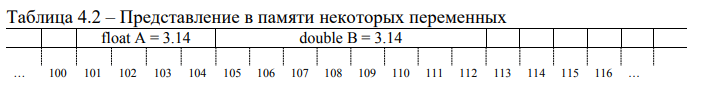 Таблица 4.2 – Представление в памяти некоторых переменных
float A = 3.14 double B = 3.14
... 100 101 102 103 104 105 106 107 108 109 110 111 112 113 114 115 116 ...